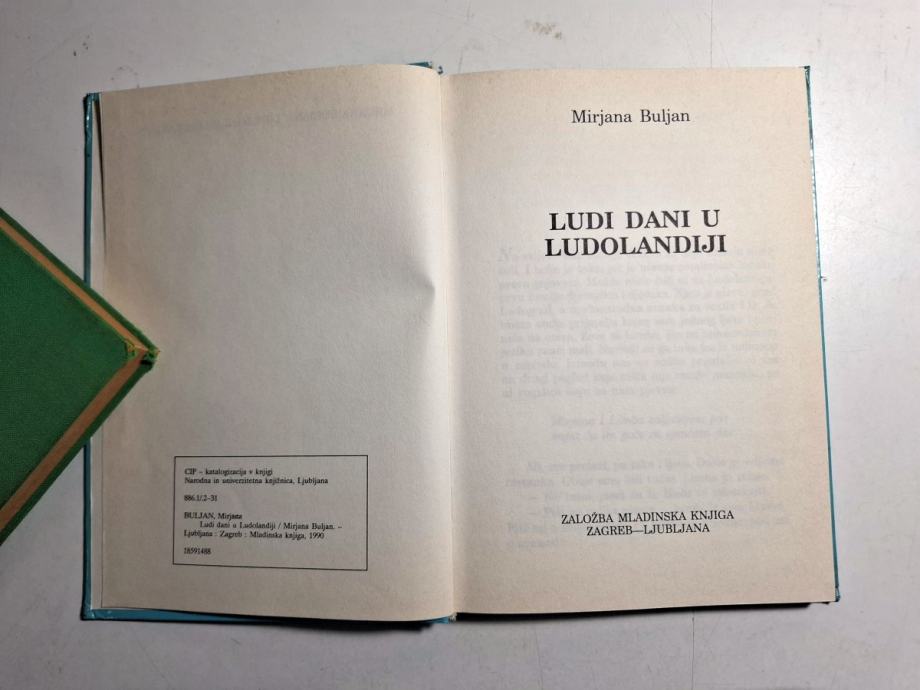 CIP – katalogizacija v knjigi
Narodna in univerzitetna knjižnica, Ljubljana
886.1/.2–31
BULJAN, Mirjana
Ludi dani u Ludolandiji / Mirjana Buljan. –
Ljubljana : Zagreb : Mladinska knjiga, 1990
18591488
Mirjana Buljan
LUDI DANI U
LUDOLANDIJI
ZALOŽBA MLADINSKA KNJIGA
ZAGREB—LJUBLJANA